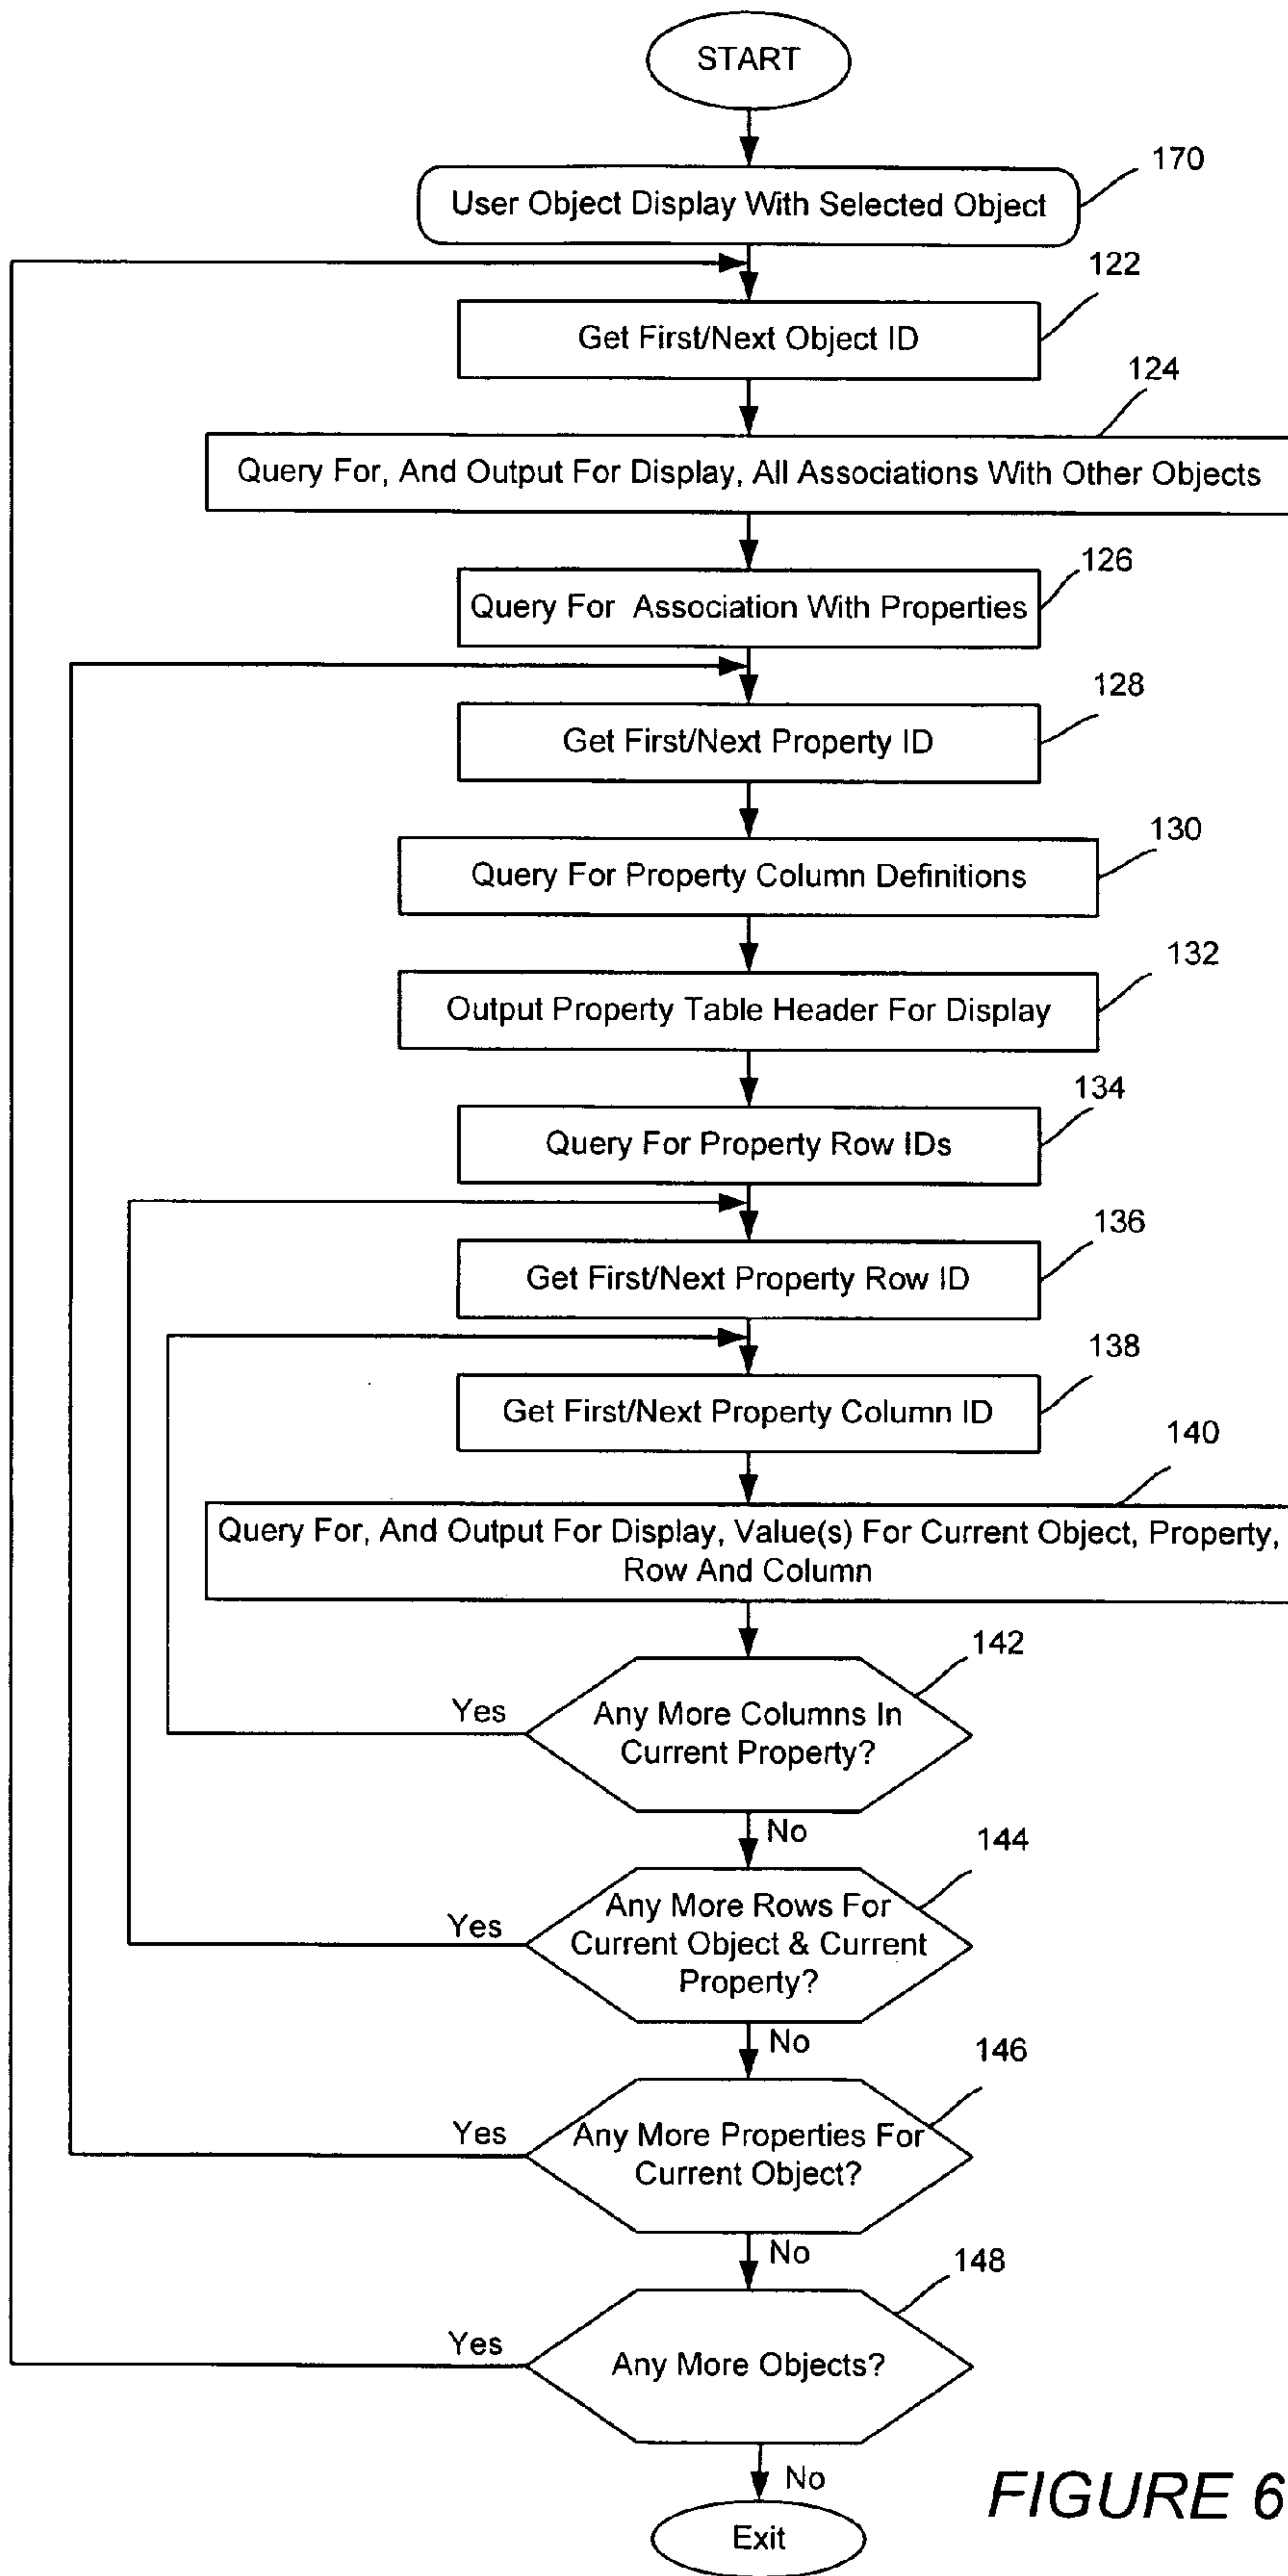 START
170
User Object Display With Selected Object
122
Get First/Next Object ID
124
Query For, And Output For Display, All Associations With Other Objects
126
Query For Association With Properties
128
Get First/Next Property ID
130
Query For Property Column Definitions
132
Output Property Table Header For Display
134
Query For Property Row IDs
136
Get First/Next Property Row ID
138
Get First/Next Property Column ID
140
Query For, And Output For Display, Value(s) For Current Object, Property,
Row And Column
142
Yes
Any More Columns In
Current Property?
No
144
Yes
Any More Rows For
Current Object & Current
Property?
No
146
Yes
Any More Properties For
Current Object?
No
148
Yes
Any More Objects?
No
Exit
FIGURE 6